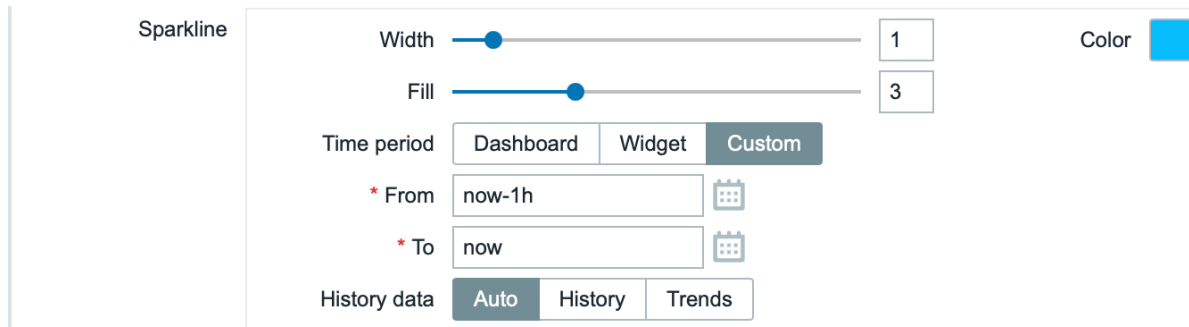 Sparkline
Width 1 Color
Fill 3
Time period Dashboard Widget Custom
* From now-1h
* To now
History data Auto History Trends